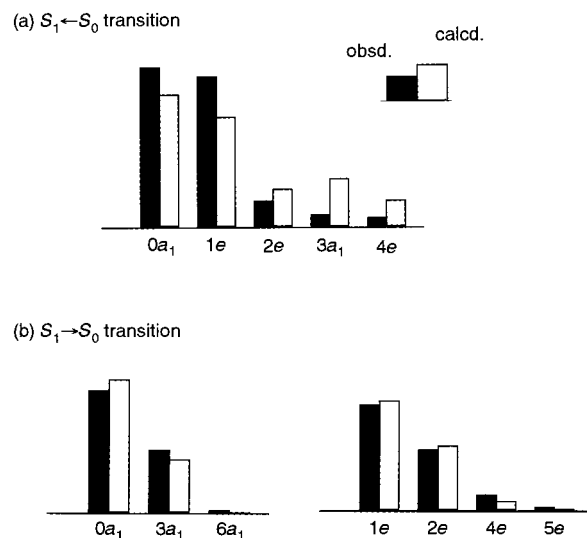 (a) S₁←S₀ transition
calcd.
obsd.
0a₁ 1e 2e 3a₁ 4e
(b) S₁→S₀ transition
0a₁ 3a₁ 6a₁ 1e 2e 4e 5e